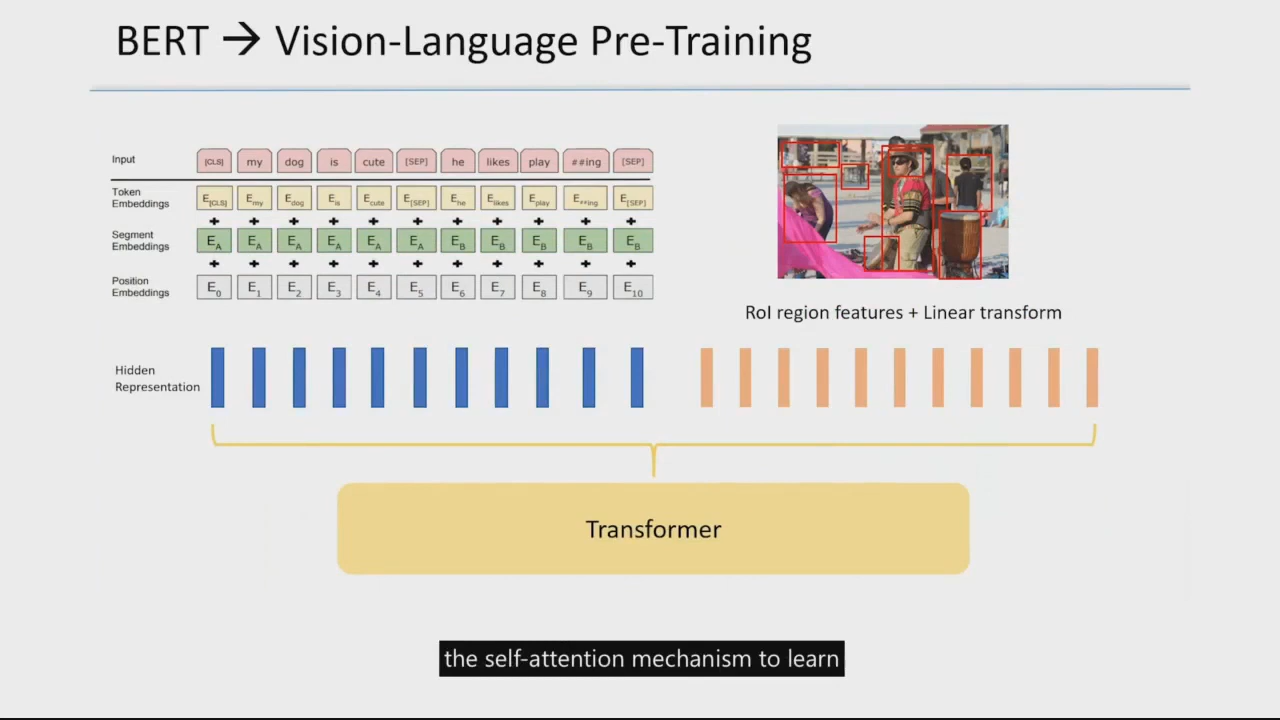 BERT → Vision-Language Pre-Training
Input [CLS] my dog is cute [SEP] he likes play ##ing [SEP]
Token
Embeddings
E[CLS] Emy Edog Eis Ecute E[SEP] Ehe Elikes Eplay E##ing E[SEP]
+ + + + + + + + + + +
Segment
Embeddings
EA EA EA EA EA EA EB EB EB EB EB
+ + + + + + + + + + +
Position
Embeddings
E0 E1 E2 E3 E4 E5 E6 E7 E8 E9 E10
RoI region features + Linear transform
Hidden
Representation
Transformer
the self-attention mechanism to learn